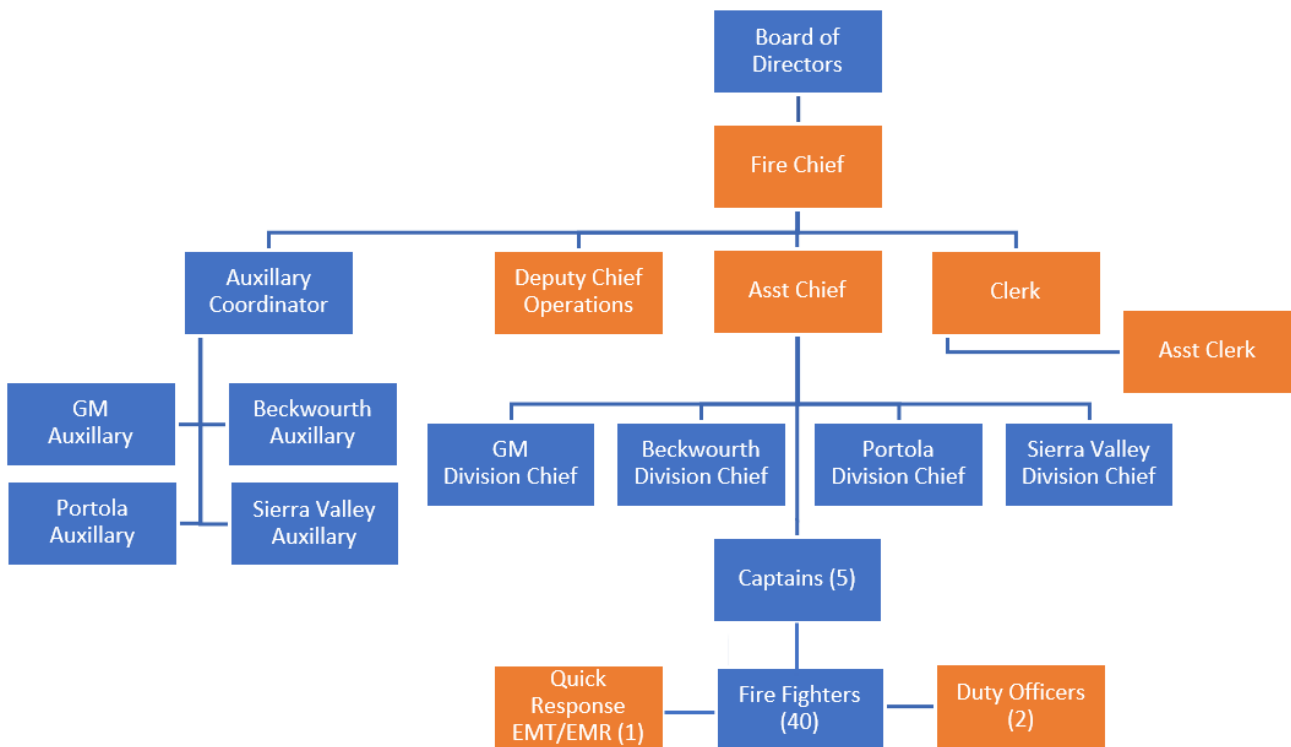 Board of
Directors
Fire Chief
Auxillary
Coordinator
Deputy Chief
Operations
Asst Chief
Clerk
Asst Clerk
GM
Auxillary
Beckwourth
Auxillary
Portola
Auxillary
Sierra Valley
Auxillary
GM
Division Chief
Beckwourth
Division Chief
Portola
Division Chief
Sierra Valley
Division Chief
Captains (5)
Quick
Response
EMT/EMR (1)
Fire Fighters
(40)
Duty Officers
(2)